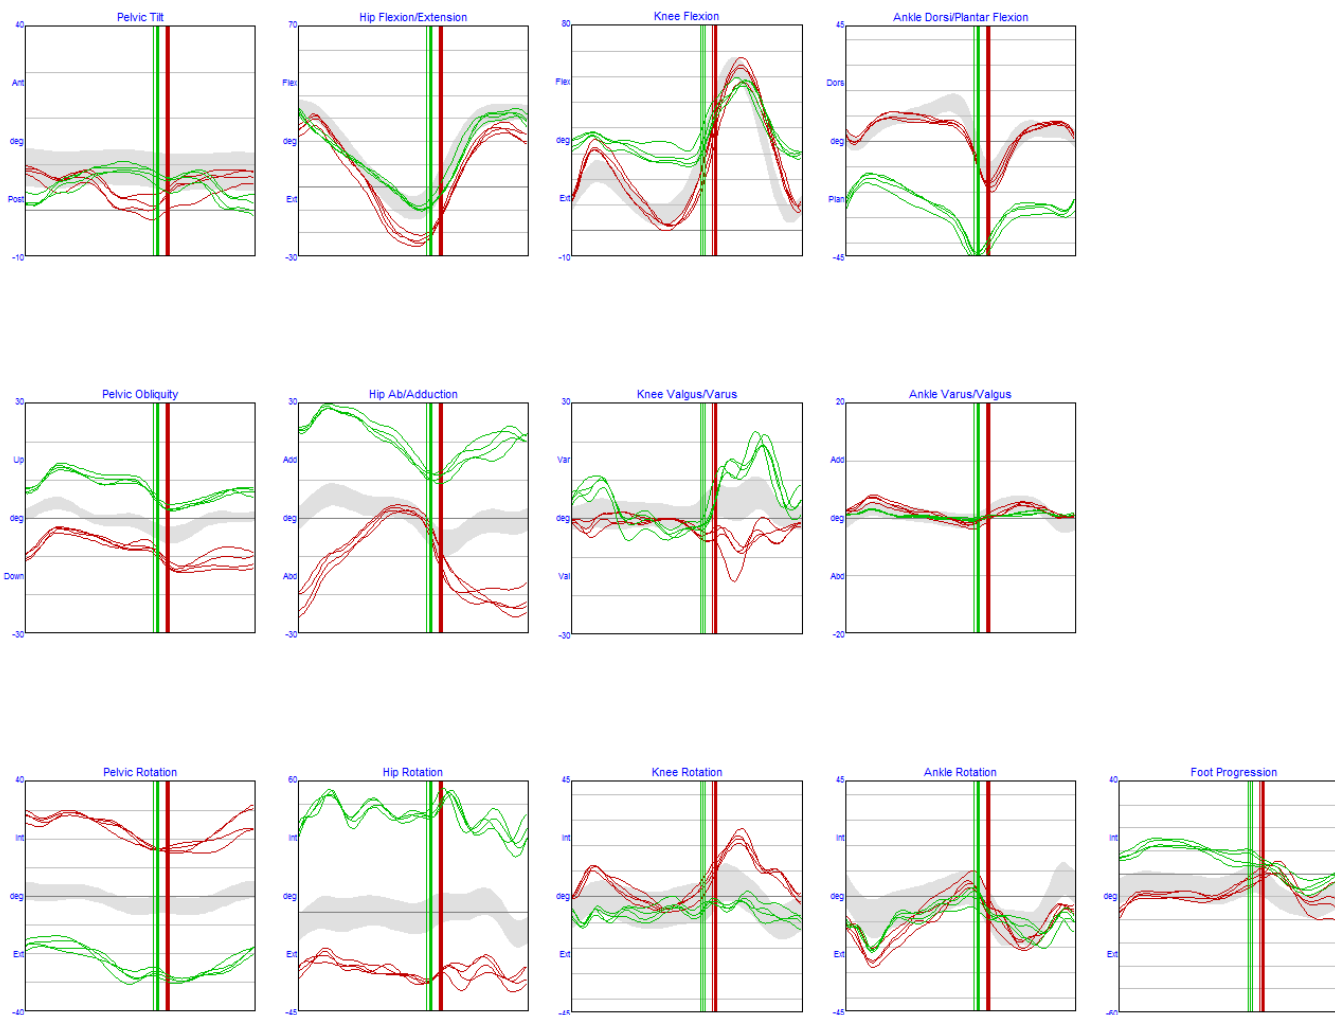 Pelvic Tilt
40
Ant
deg
Post
-10
Hip Flexion/Extension
70
Flex
deg
Ext
-30
Knee Flexion
80
Flex
deg
Ext
-10
Ankle Dorsi/Plantar Flexion
45
Dors
deg
Plan
-45
Pelvic Obliquity
30
Up
deg
Down
-30
Hip Ab/Adduction
30
Add
deg
Abd
-30
Knee Valgus/Varus
30
Var
deg
Val
-30
Ankle Varus/Valgus
20
Add
deg
Abd
-20
Pelvic Rotation
40
Int
deg
Ext
-40
Hip Rotation
60
Int
deg
Ext
-45
Knee Rotation
45
Int
deg
Ext
-45
Ankle Rotation
45
Int
deg
Ext
-45
Foot Progression
40
Int
deg
Ext
-60